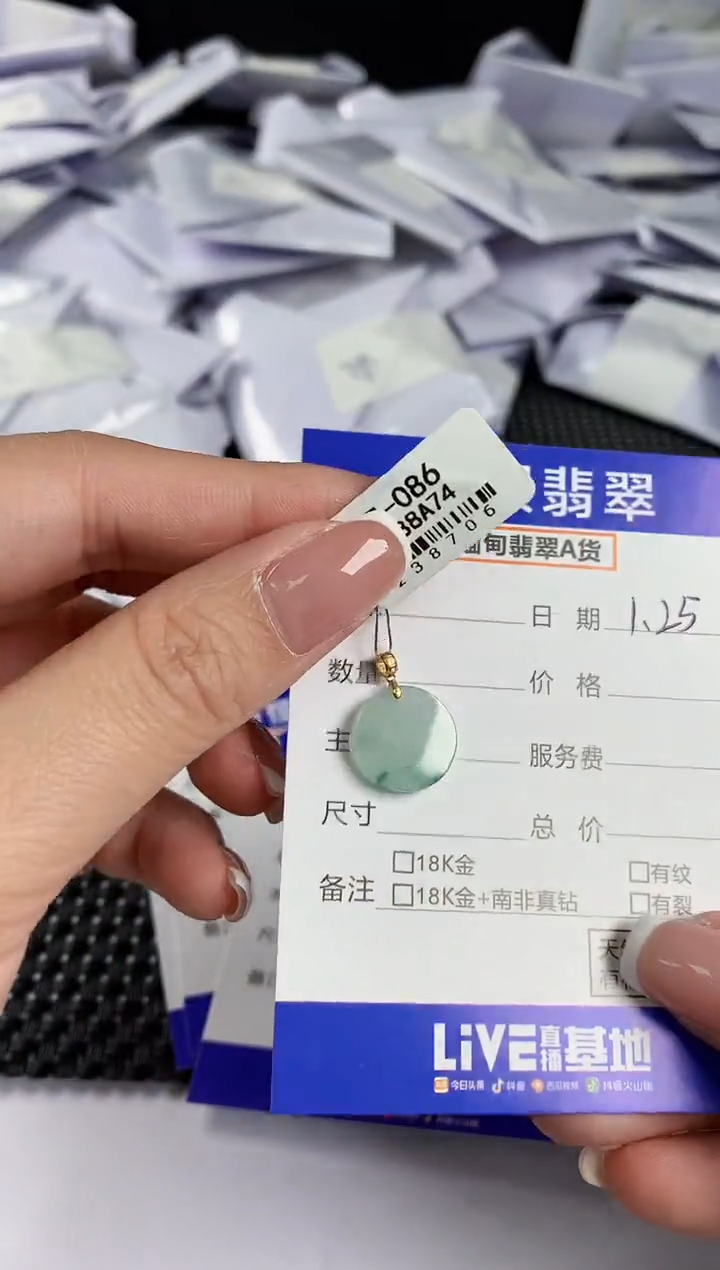 -086
38A74
238706
翡翠
缅甸翡翠A货
日期 1.25
数量 价格
主 服务费
尺寸 总价
□18K金 □有纹
备注 □18K金+南非真钻 □有裂
LiVE直播基地
今日头条 抖音 西瓜视频 抖音火山版